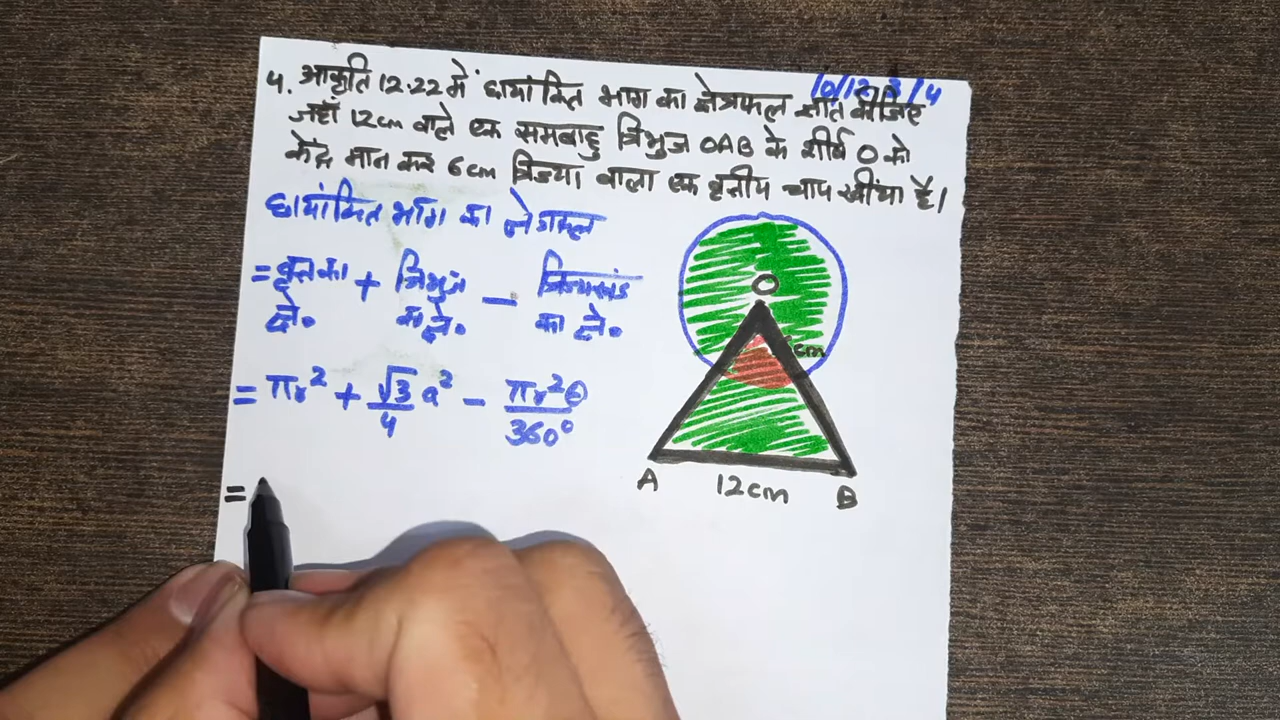 4. आकृति 12.22 में छायांकित भाग का क्षेत्रफल ज्ञात कीजिए
10/12.3/4
जहाँ 12cm वाले एक समबाहु त्रिभुज OAB के शीर्ष O को
केंद्र मान कर 6cm त्रिज्या वाला एक वृत्तीय चाप खींचा है।
छायांकित भाग का क्षेत्रफल
= वृत्त का + त्रिभुज − त्रिज्यखंड
क्षे० का क्षे० का क्षे०
= πr² + √3/4 a² − πr²θ/360°
=
O
cm
A 12cm B